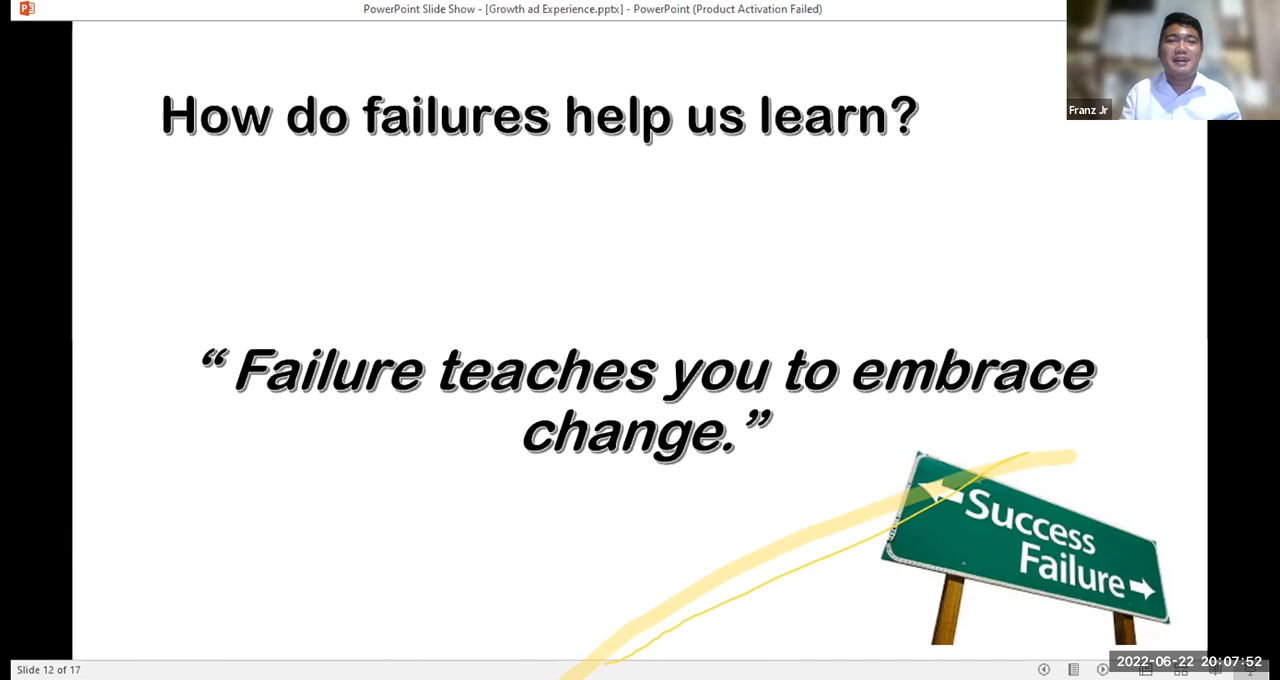 PowerPoint Slide Show - [Growth ad Experience.pptx] - PowerPoint (Product Activation Failed)
Franz Jr
How do failures help us learn?
“ Failure teaches you to embrace
change.”
Success
Failure
Slide 12 of 17
2022-06-22 20:07:52